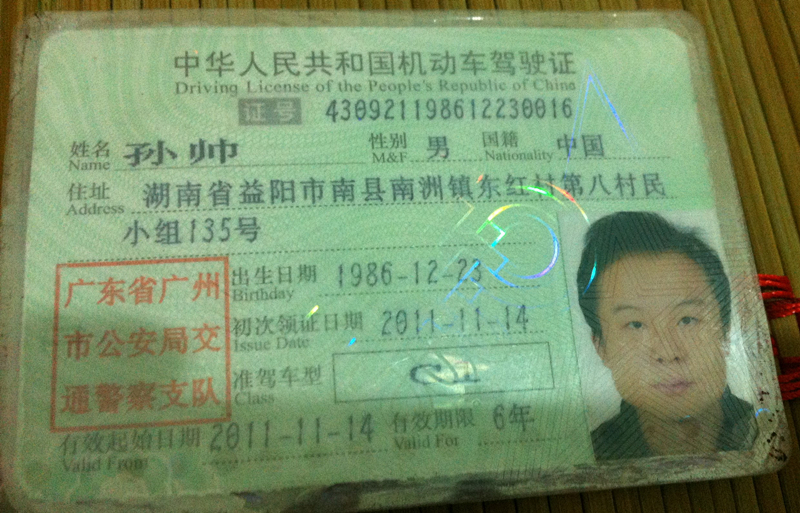 中华人民共和国机动车驾驶证
Driving License of the People's Republic of China
证号 430921198612230016
姓名 孙帅 性别 男 国籍 中国
Name M&F Nationality
住址 湖南省益阳市南县南洲镇东红村第八村民
Address
小组135号
广东省广州
市公安局交
通警察支队
出生日期 1986-12-23
Birthday
初次领证日期 2011-11-14
Issue Date
准驾车型 C1
Class
有效起始日期 2011-11-14 有效期限 6年
Valid From Valid For